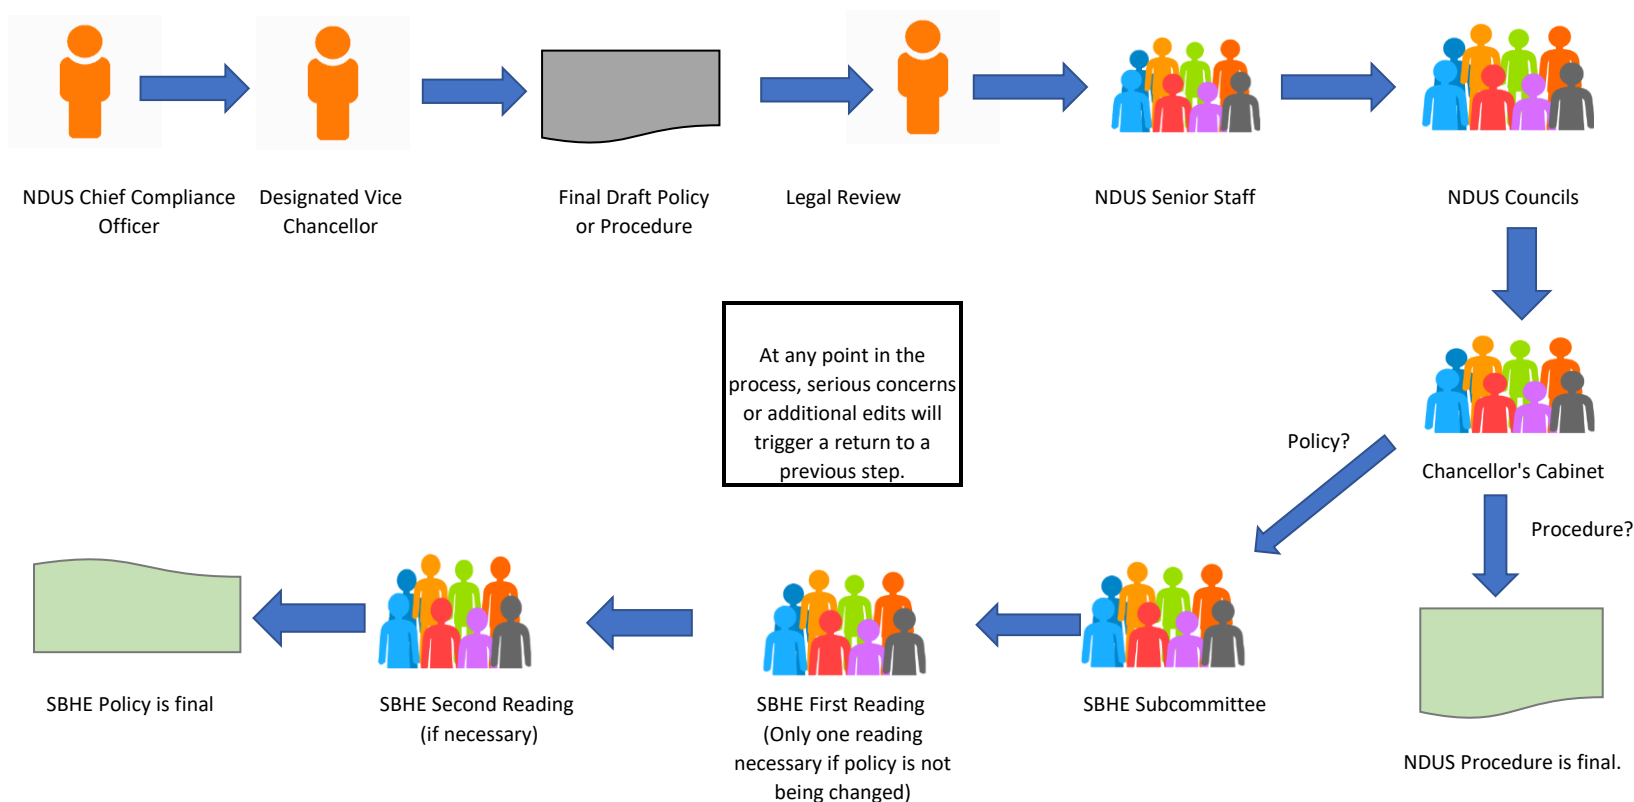 NDUS Chief Compliance
Officer
Designated Vice
Chancellor
Final Draft Policy
or Procedure
Legal Review
NDUS Senior Staff
NDUS Councils
At any point in the
process, serious concerns
or additional edits will
trigger a return to a
previous step.
Policy?
Chancellor's Cabinet
Procedure?
SBHE Policy is final
SBHE Second Reading
(if necessary)
SBHE First Reading
(Only one reading
necessary if policy is not
being changed)
SBHE Subcommittee
NDUS Procedure is final.